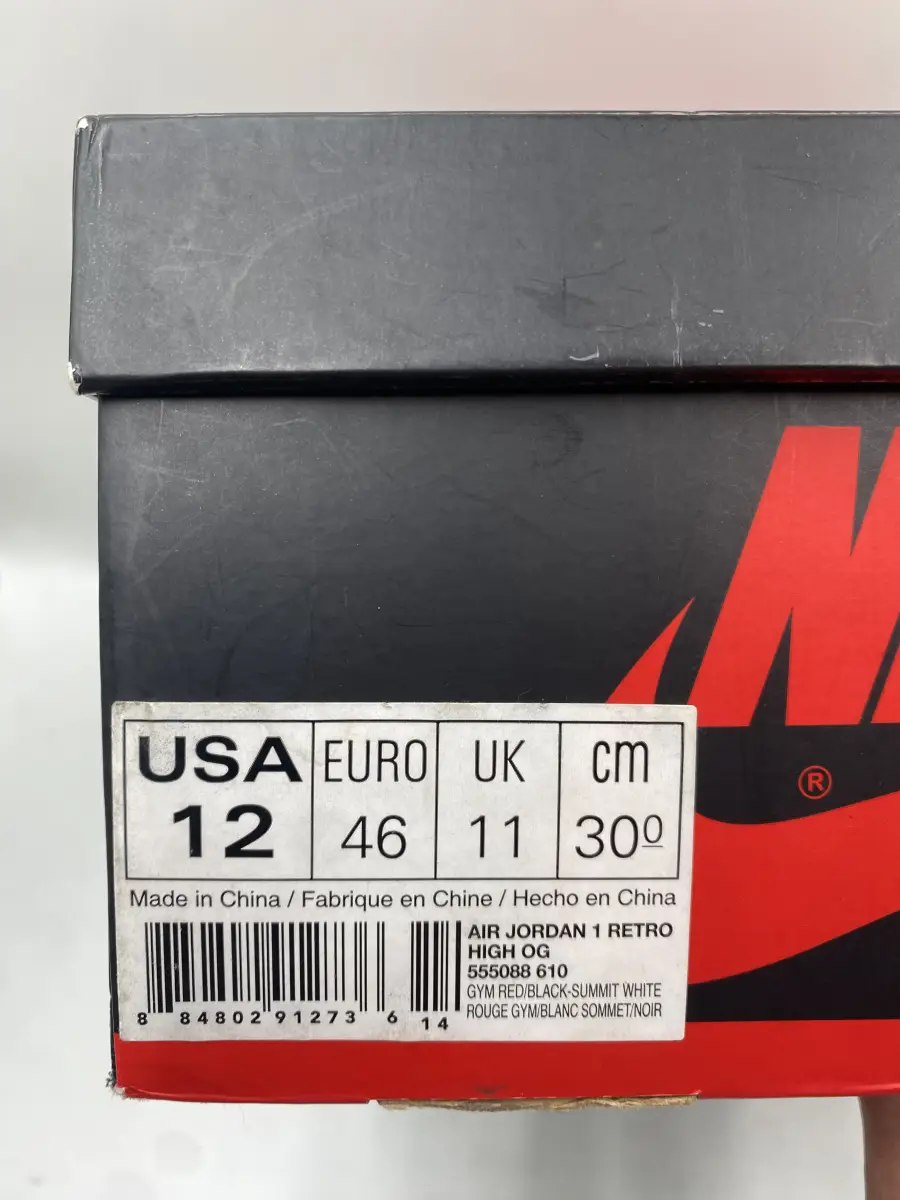 USA EURO UK cm
12 46 11 30º
Made in China / Fabrique en Chine / Hecho en China
AIR JORDAN 1 RETRO
HIGH OG
555088 610
GYM RED/BLACK-SUMMIT WHITE
ROUGE GYM/BLANC SOMMET/NOIR
8 84802 91273 6 14
®